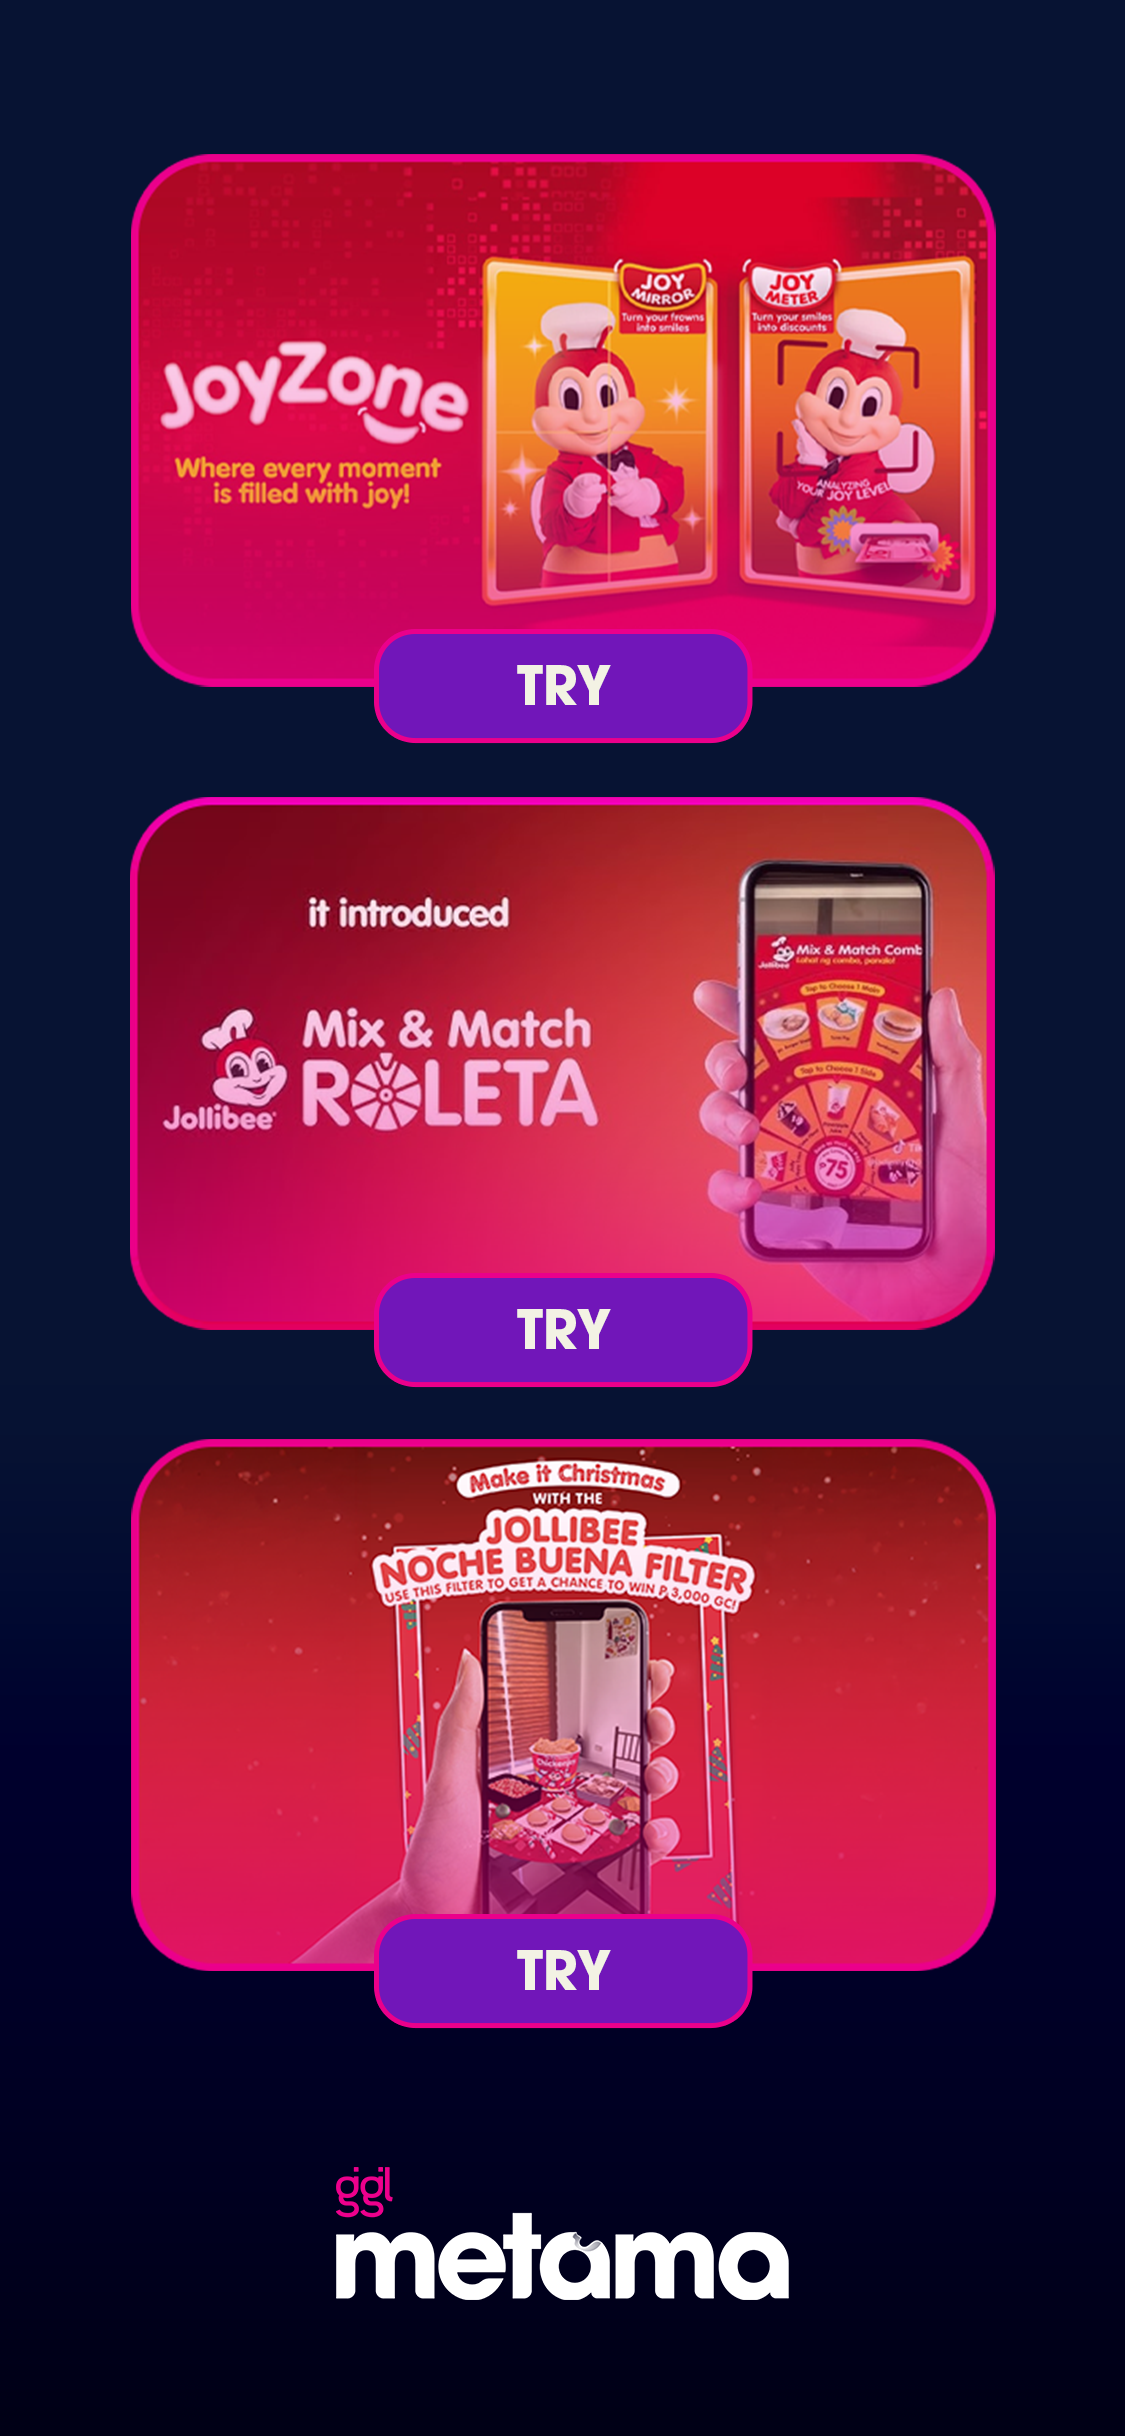 JoyZone
Where every moment
is filled with joy!
JOY
MIRROR
Turn your frowns
into smiles
JOY
METER
Turn your smiles
into discounts
ANALYZING
YOUR JOY LEVEL
TRY
it introduced
Jollibee
Mix & Match
ROLETA
Jollibee
Mix & Match Comb
Lahat ng combo, panalo!
Tap to Choose 1 Main
Tap to Choose 1 Side
₱75
TRY
Make it Christmas
WITH THE
JOLLIBEE
NOCHE BUENA FILTER
USE THIS FILTER TO GET A CHANCE TO WIN ₱ 3,000 GC!
Chickenjoy
TRY
ggl
metama